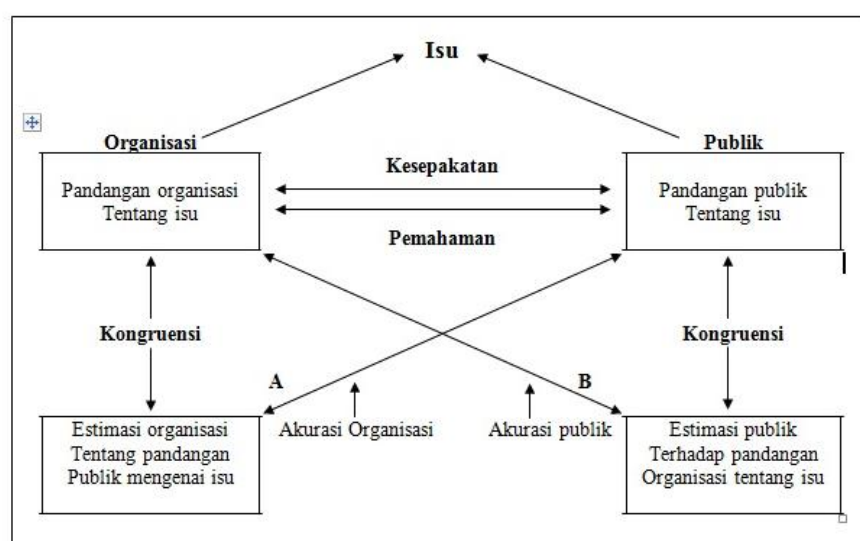 Isu
Organisasi
Publik
Pandangan organisasi
Tentang isu
Kesepakatan
Pemahaman
Pandangan publik
Tentang isu
Kongruensi
Kongruensi
A
B
Akurasi Organisasi
Akurasi publik
Estimasi organisasi
Tentang pandangan
Publik mengenai isu
Estimasi publik
Terhadap pandangan
Organisasi tentang isu